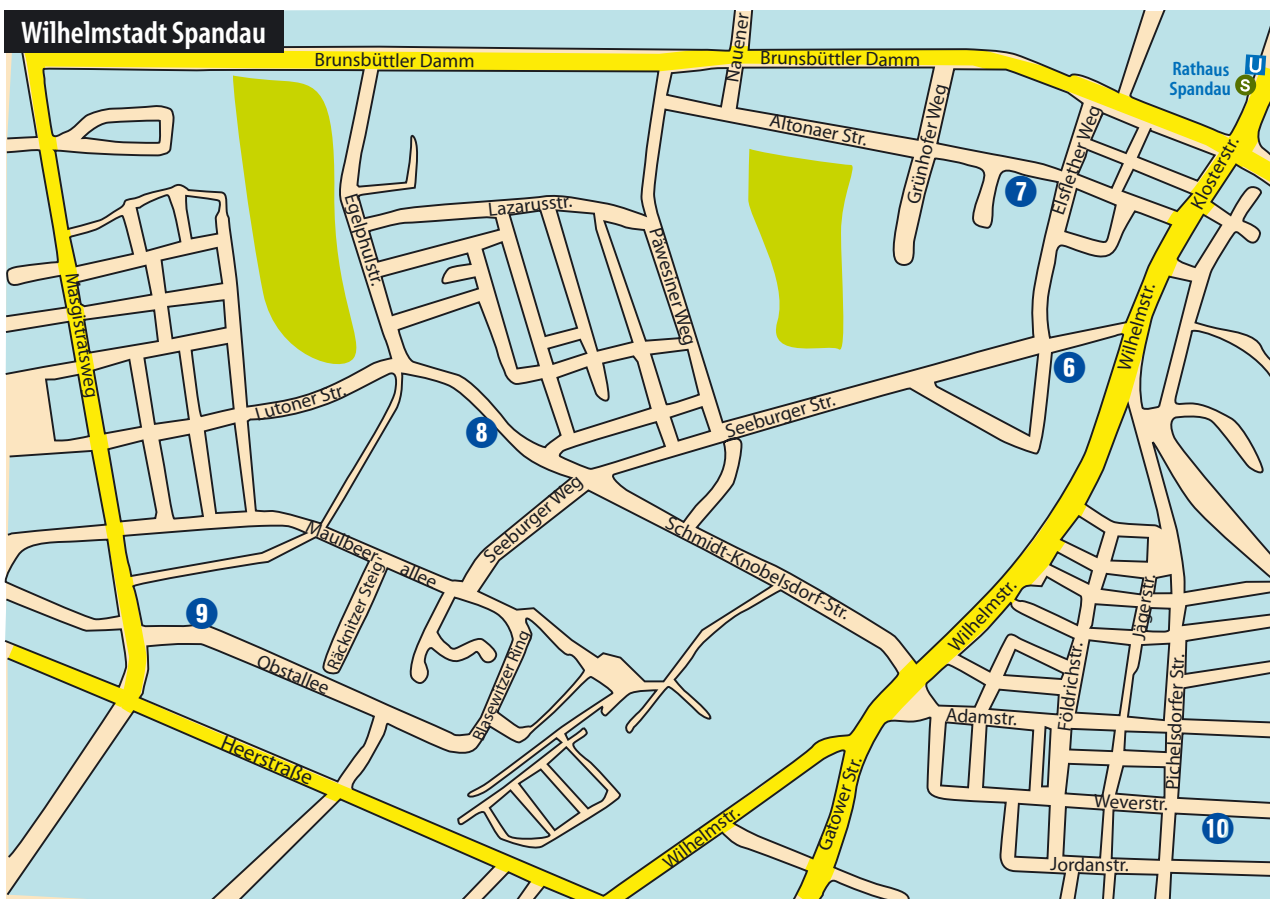 Wilhelmstadt Spandau
Brunsbüttler Damm
Nauener
Brunsbüttler Damm
Rathaus
Spandau
U
S
Altonaer Str.
Grünhofer Weg
Elsflether Weg
Klosterstr.
7
Egelphulstr.
Lazarusstr.
Päwesiner Weg
Masgistratsweg
Wilhelmstr.
6
Lutoner Str.
8
Seeburger Str.
Seeburger Weg
Schmidt-Knobelsdorf-Str.
Maulbeer-
allee
Räcknitzer Steig
9
Obstallee
Blasewitzer Ring
Wilhelmstr.
Jägerstr.
Földrichstr.
Pichelsdorfer Str.
Adamstr.
Heerstraße
Gatower Str.
Wilhelmstr.
Weverstr.
10
Jordanstr.